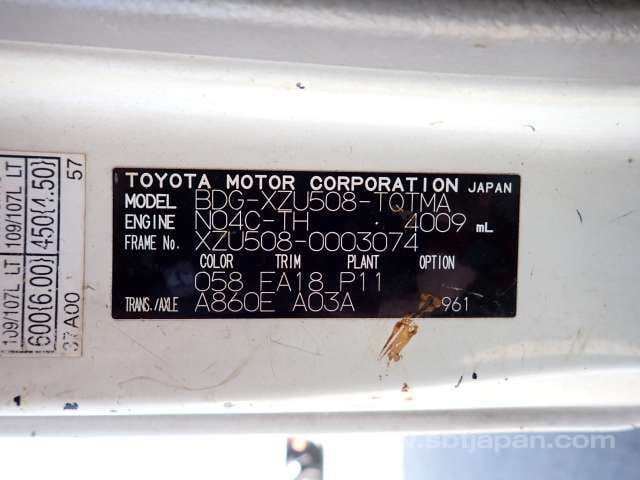 TOYOTA MOTOR CORPORATION JAPAN
MODEL BDG-XZU508-TQTMA
ENGINE N04C-TH 4009 mL
FRAME No. XZU508-0003074
COLOR TRIM PLANT OPTION
058 FA18 P11
TRANS./AXLE A860E A03A 961
109/107L LT 109/107L LT
600{6.00} 450{4.50}
37A00 57
www.sbtjapan.com